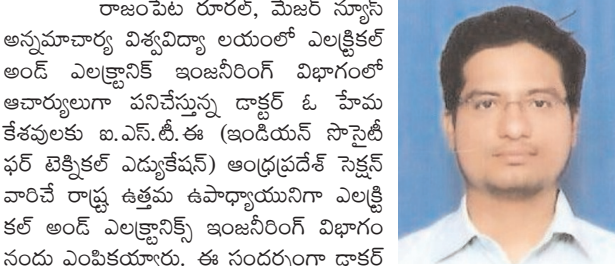 రాజంపేట రూరల్, మేజర్ న్యూస్
అన్నమాచార్య విశ్వవిద్యా లయంలో ఎలక్ట్రికల్
అండ్ ఎలక్ట్రానిక్ ఇంజనీరింగ్ విభాగంలో
ఆచార్యులుగా పనిచేస్తున్న డాక్టర్ ఓ హేమ
కేశవులకు ఐ.ఎస్.టీ.ఈ (ఇండియన్ సొసైటీ
ఫర్ టెక్నికల్ ఎడ్యుకేషన్) ఆంధ్రప్రదేశ్ సెక్షన్
వారిచే రాష్ట్ర ఉత్తమ ఉపాధ్యాయునిగా ఎలక్ట్రి
కల్ అండ్ ఎలక్ట్రానిక్స్ ఇంజనీరింగ్ విభాగం
నందు ఎంపికయ్యారు. ఈ సందర్భంగా డాక్టర్